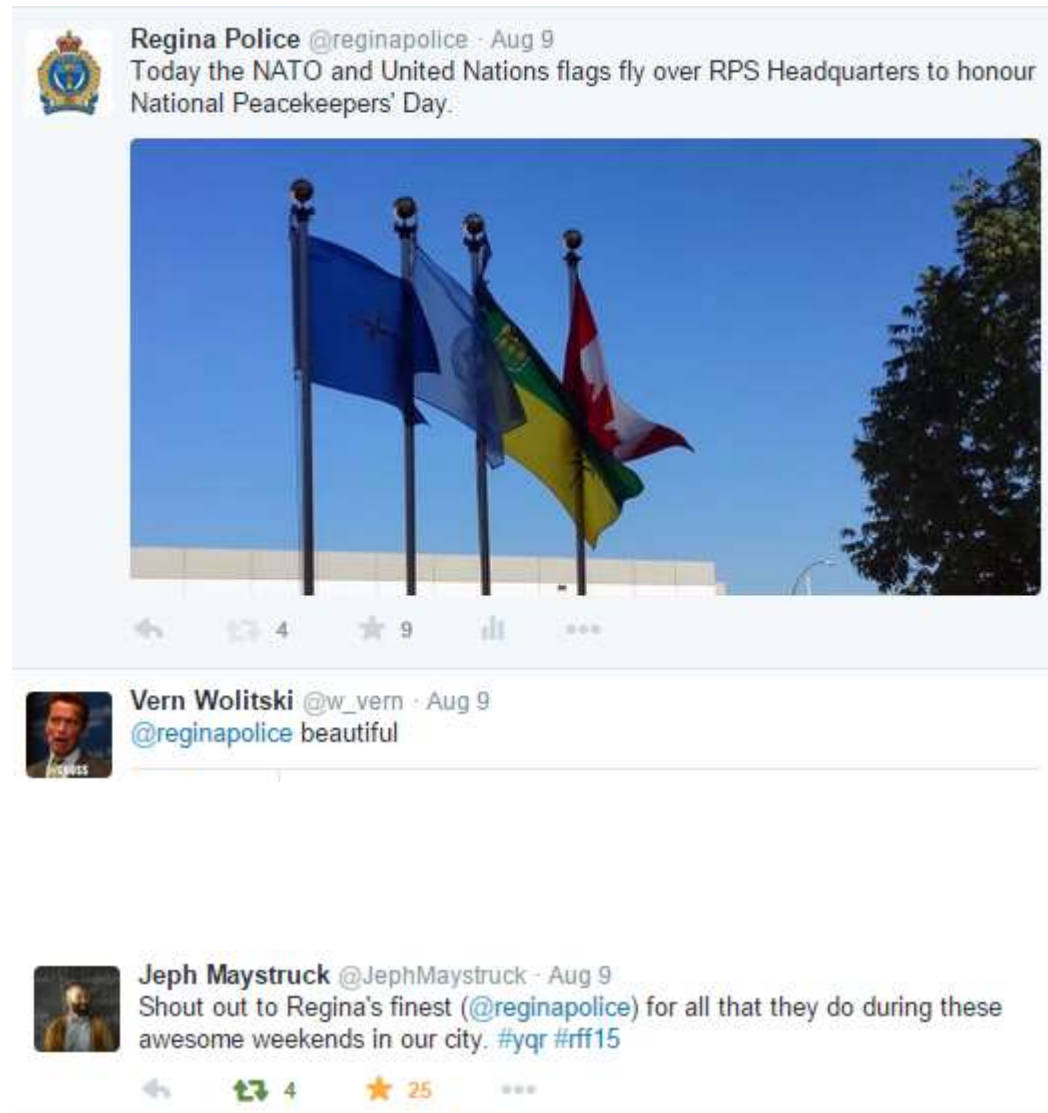 Regina Police @reginapolice · Aug 9
Today the NATO and United Nations flags fly over RPS Headquarters to honour
National Peacekeepers' Day.
4 9
Vern Wolitski @w_vern · Aug 9
@reginapolice beautiful
Jeph Maystruck @JephMaystruck · Aug 9
Shout out to Regina's finest (@reginapolice) for all that they do during these
awesome weekends in our city. #yqr #rff15
4 25